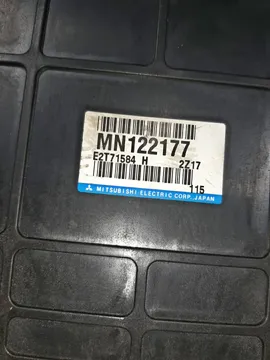 MN122177
E2T71584 H 2Z17
115
MITSUBISHI ELECTRIC CORP. JAPAN